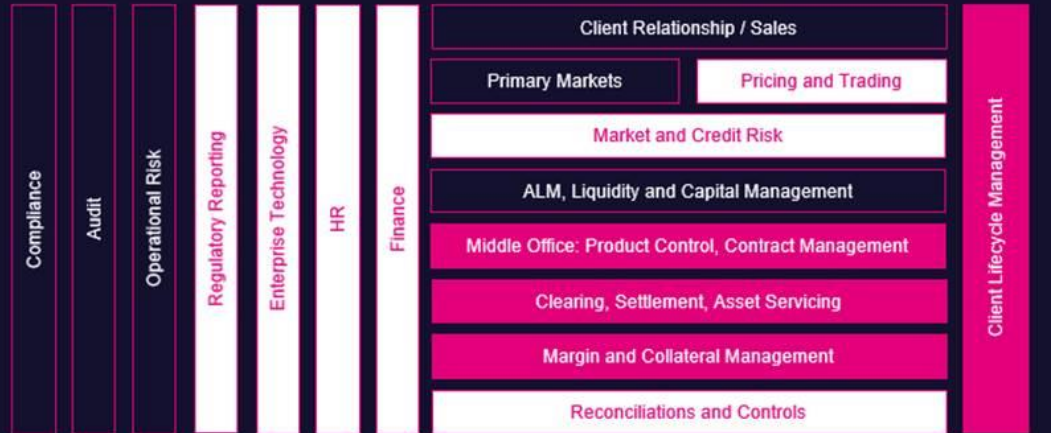 Compliance
Audit
Operational Risk
Regulatory Reporting
Enterprise Technology
HR
Finance
Client Relationship / Sales
Primary Markets
Pricing and Trading
Market and Credit Risk
ALM, Liquidity and Capital Management
Middle Office: Product Control, Contract Management
Clearing, Settlement, Asset Servicing
Margin and Collateral Management
Reconciliations and Controls
Client Lifecycle Management